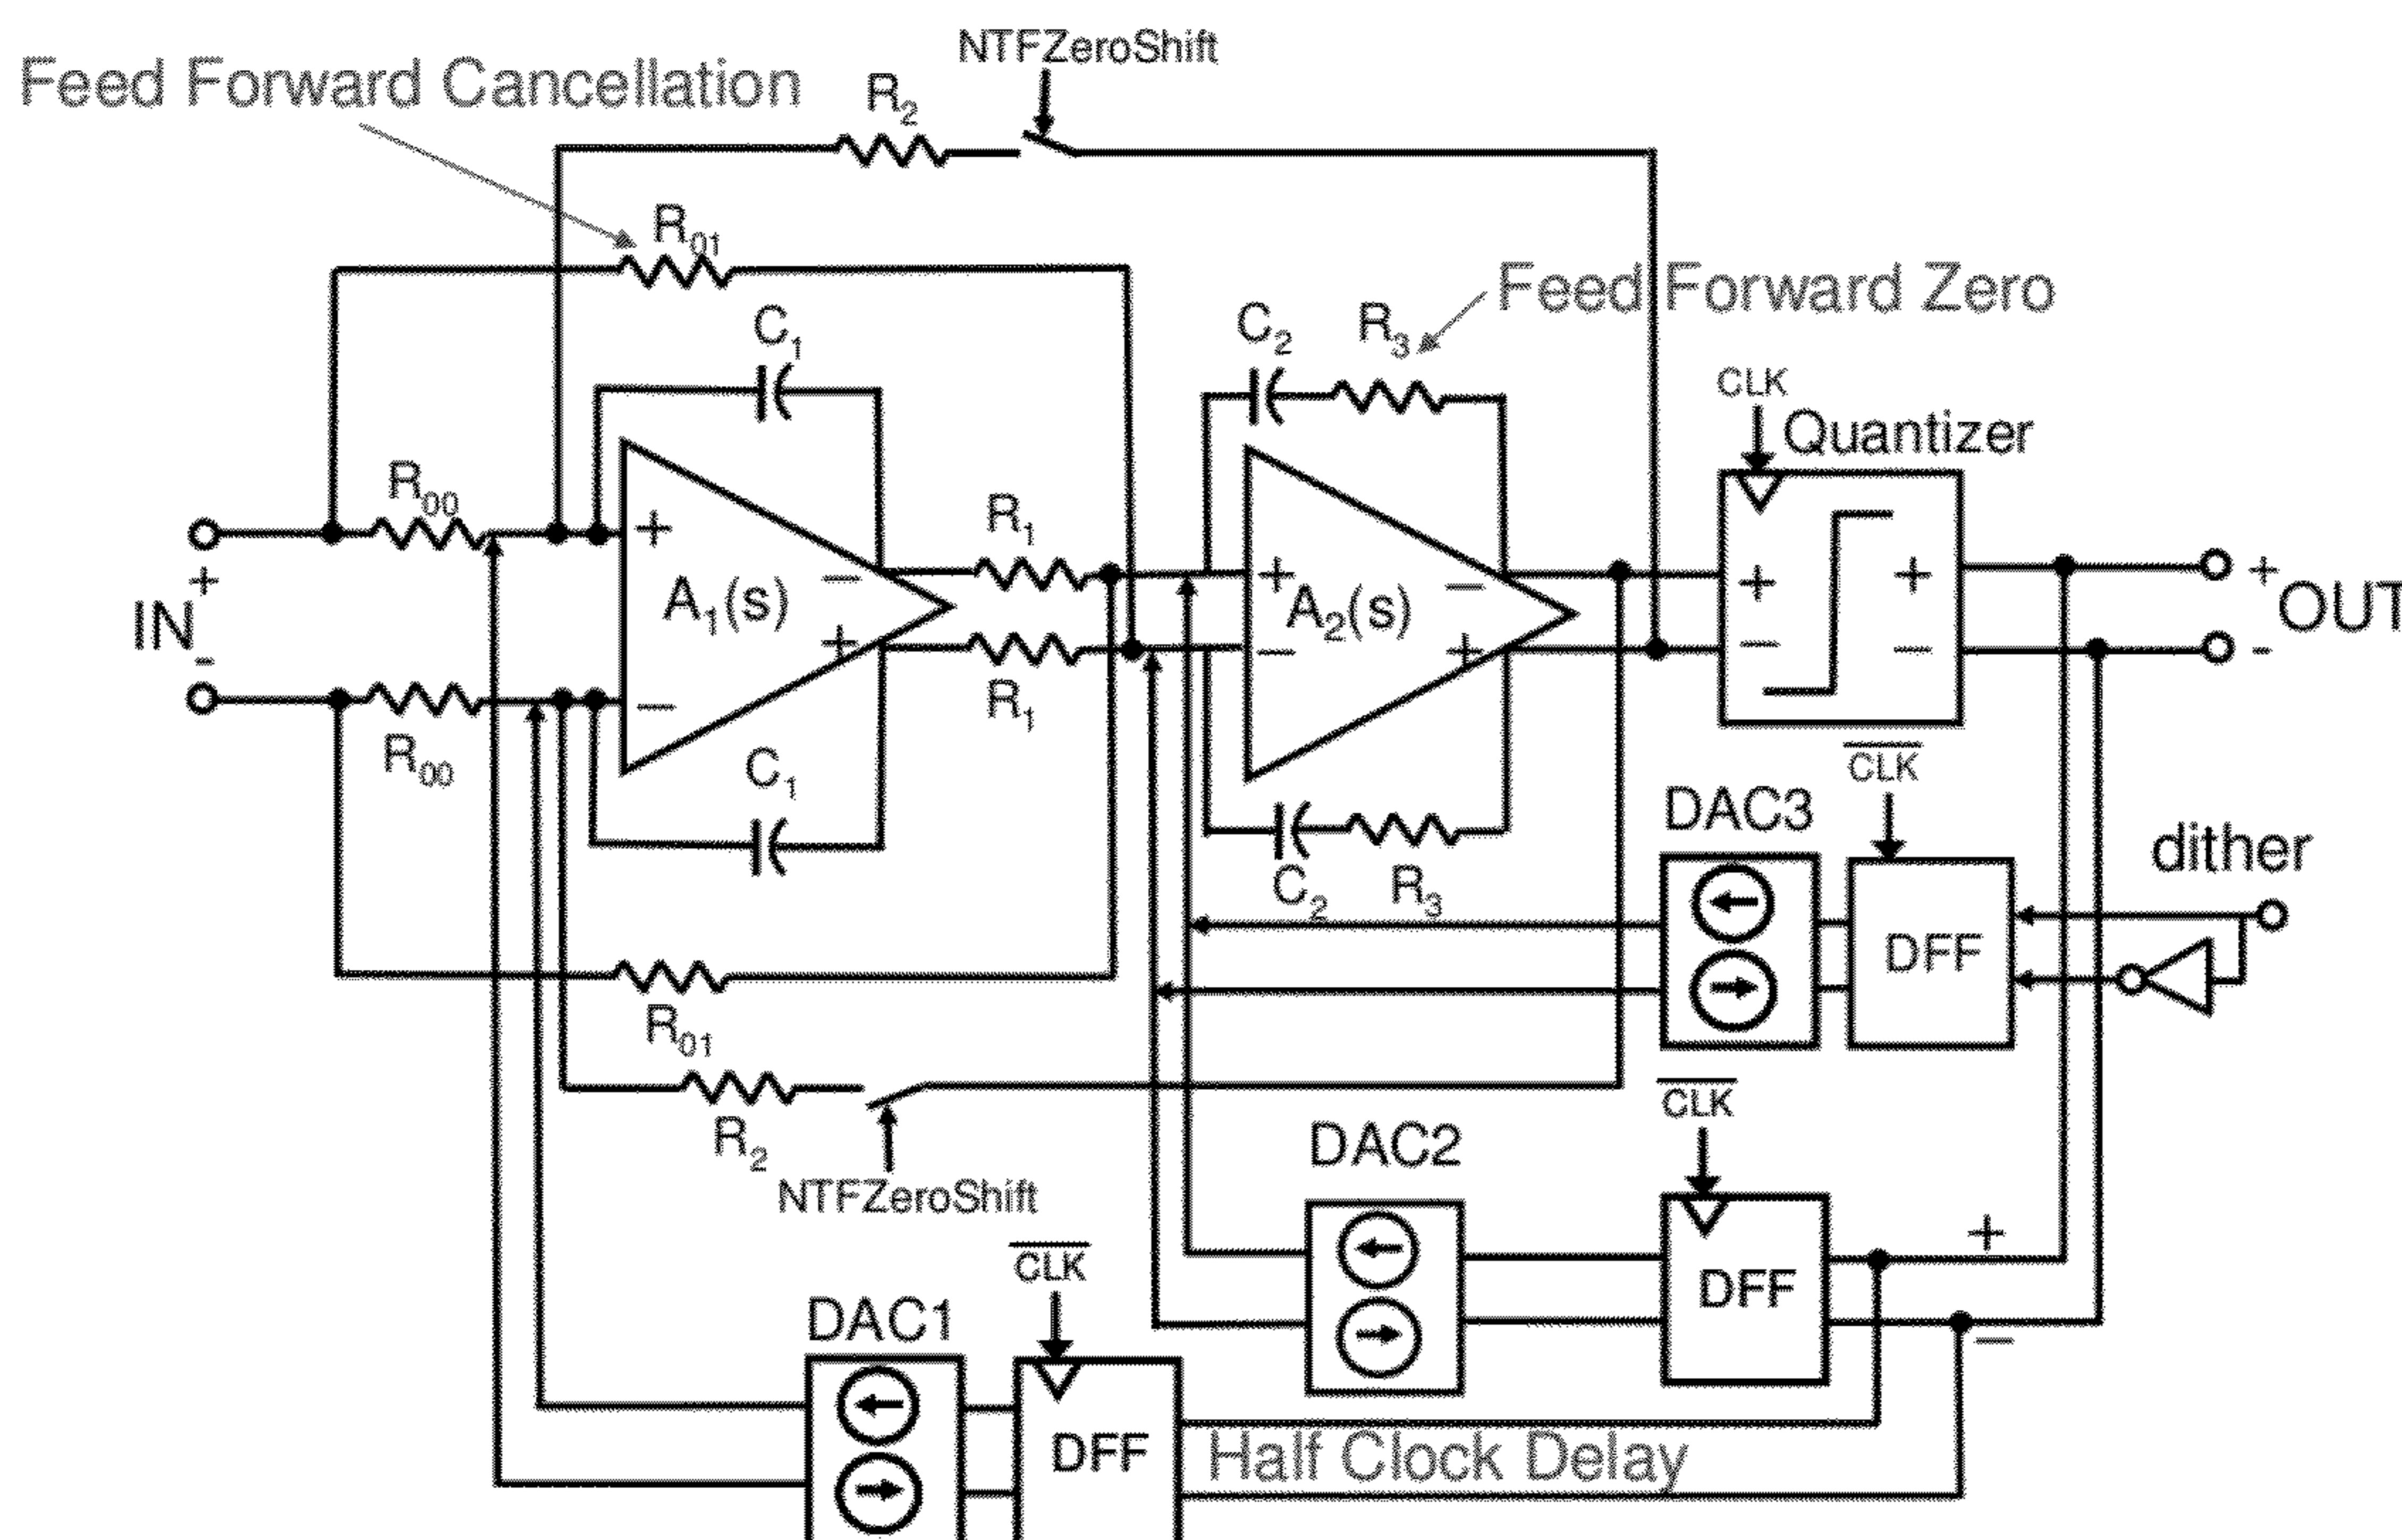 NTFZeroShift
Feed Forward Cancellation
R2
R01
Feed Forward Zero
C1
C2
R3
CLK
Quantizer
R00
R1
+
-
A1(s)
-
+
+
-
A2(s)
-
+
+
-
+
-
+
OUT
-
IN
+
-
R1
R00
C1
CLK
DAC3
dither
C2
R3
DFF
R01
CLK
R2
DAC2
NTFZeroShift
+
CLK
DFF
DAC1
-
DFF
Half Clock Delay